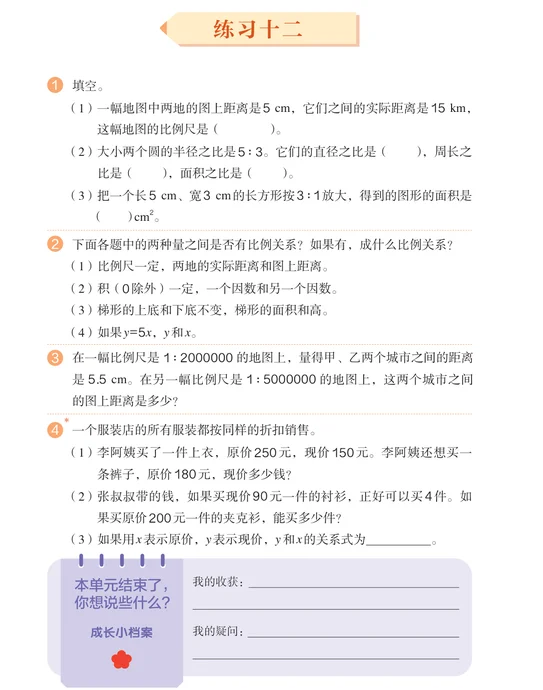 练习十二
1 填空。
（1）一幅地图中两地的图上距离是5 cm，它们之间的实际距离是15 km，
这幅地图的比例尺是（　　　）。
（2）大小两个圆的半径之比是5∶3。它们的直径之比是（　　），周长之
比是（　　），面积之比是（　　）。
（3）把一个长5 cm、宽3 cm的长方形按3∶1放大，得到的图形的面积是
（　　）cm²。
2 下面各题中的两种量之间是否有比例关系？如果有，成什么比例关系？
（1）比例尺一定，两地的实际距离和图上距离。
（2）积（0除外）一定，一个因数和另一个因数。
（3）梯形的上底和下底不变，梯形的面积和高。
（4）如果y=5x，y和x。
3 在一幅比例尺是1∶2000000的地图上，量得甲、乙两个城市之间的距离
是5.5 cm。在另一幅比例尺是1∶5000000的地图上，这两个城市之间
的图上距离是多少？
4* 一个服装店的所有服装都按同样的折扣销售。
（1）李阿姨买了一件上衣，原价250元，现价150元。李阿姨还想买一
条裤子，原价180元，现价多少钱？
（2）张叔叔带的钱，如果买现价90元一件的衬衫，正好可以买4件。如
果买原价200元一件的夹克衫，能买多少件？
（3）如果用x表示原价，y表示现价，y和x的关系式为__________。
本单元结束了，
你想说些什么？
成长小档案
我的收获：
我的疑问：